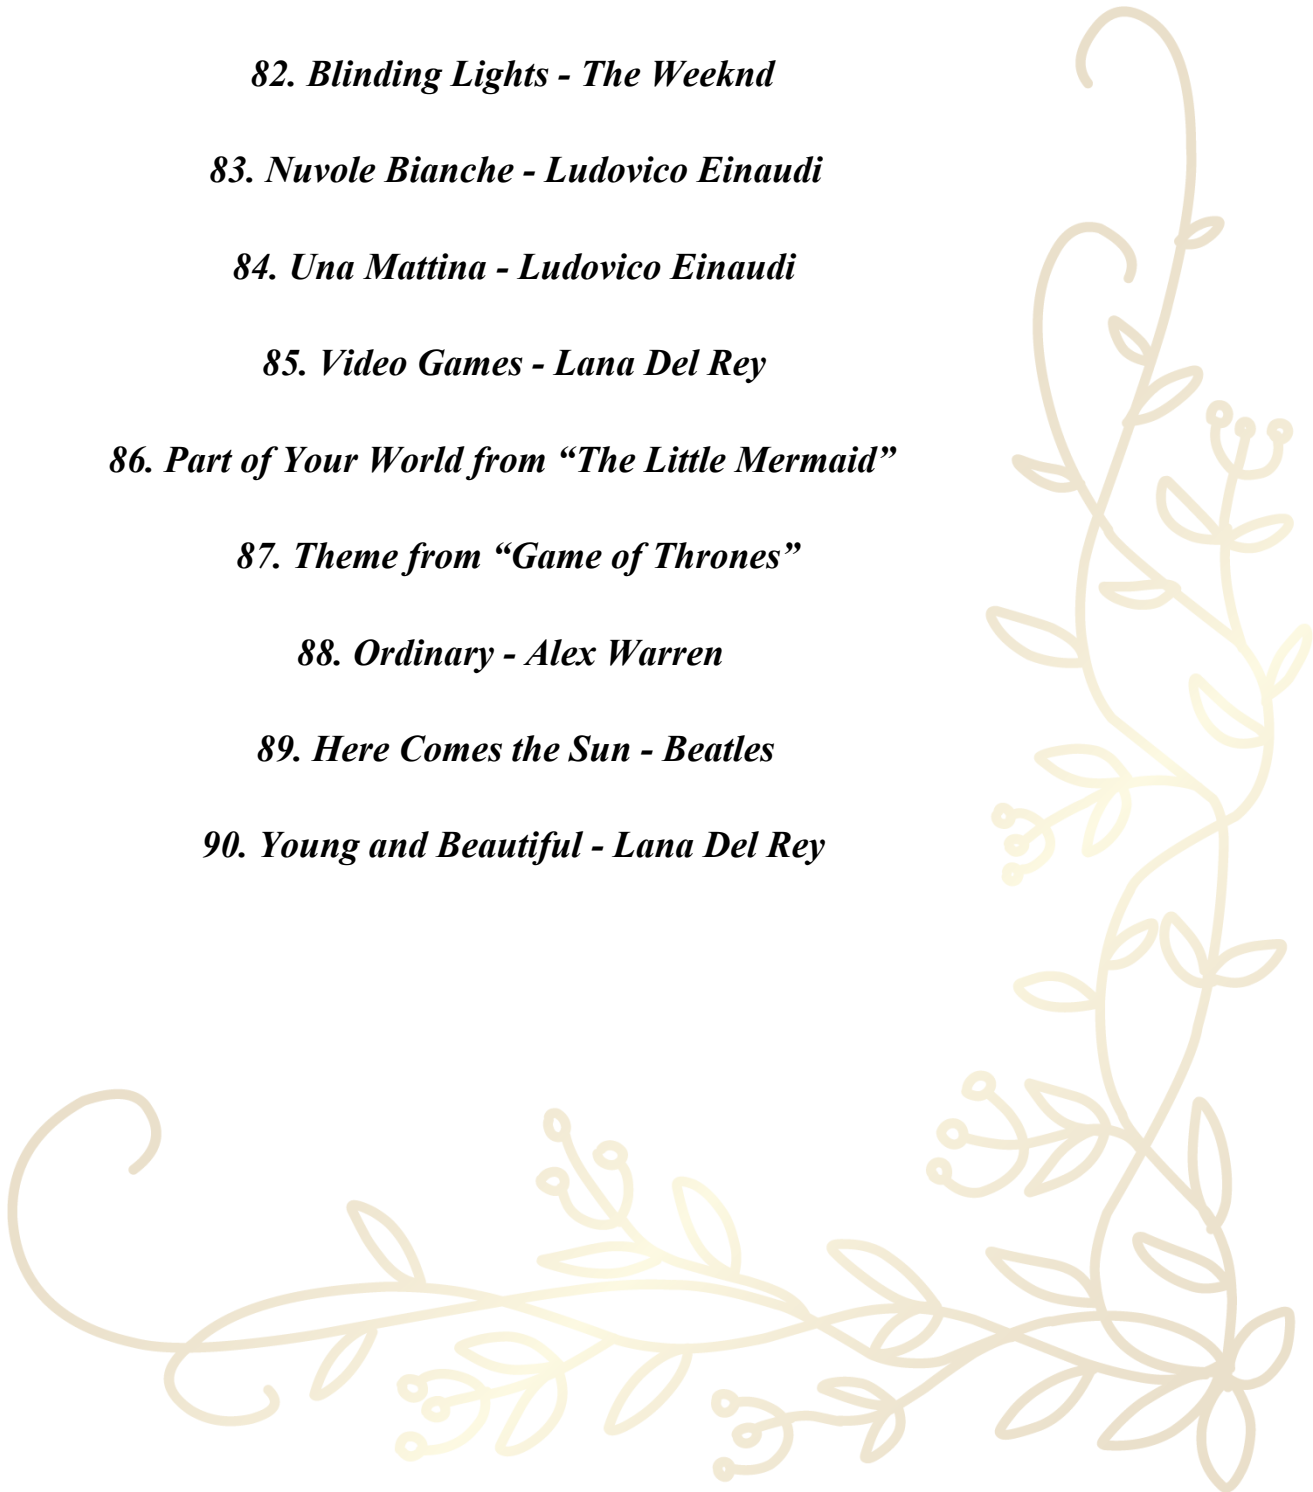 82. Blinding Lights - The Weeknd
83. Nuvole Bianche - Ludovico Einaudi
84. Una Mattina - Ludovico Einaudi
85. Video Games - Lana Del Rey
86. Part of Your World from “The Little Mermaid”
87. Theme from “Game of Thrones”
88. Ordinary - Alex Warren
89. Here Comes the Sun - Beatles
90. Young and Beautiful - Lana Del Rey